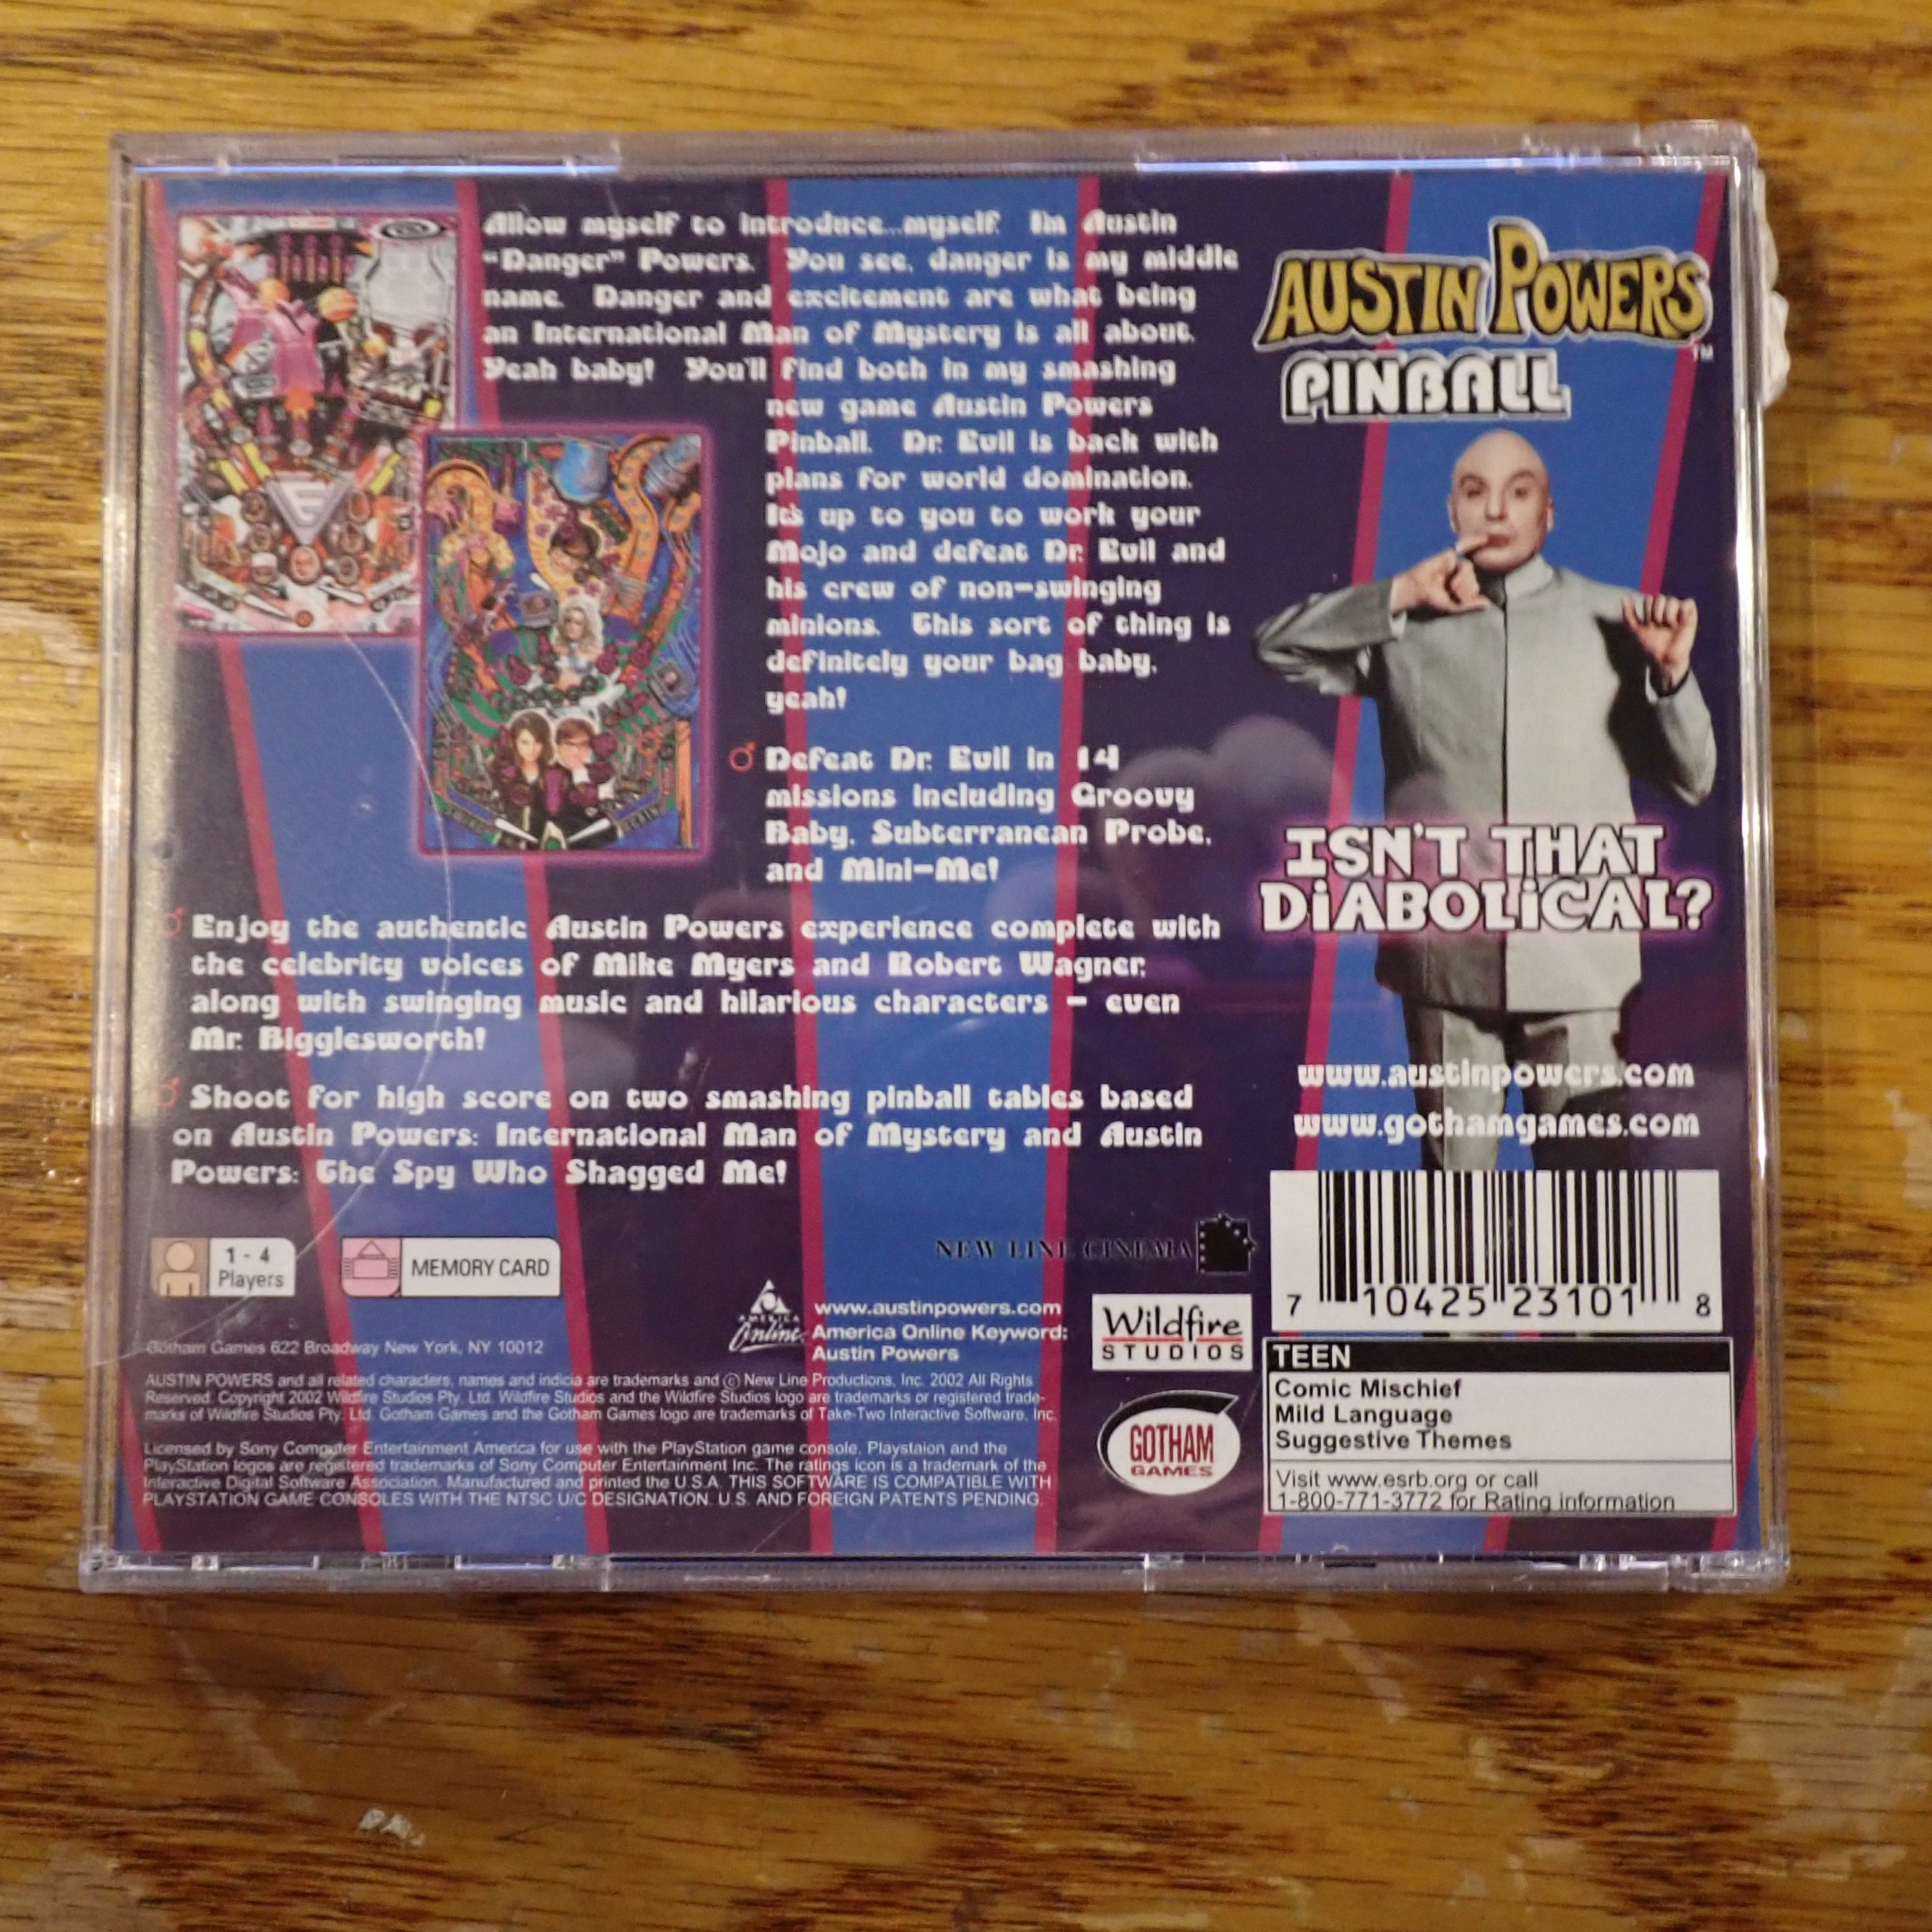 Allow myself to introduce...myself. Im Austin
"Danger" Powers. You see, danger is my middle
name. Danger and excitement are what being
an International Man of Mystery is all about.
Yeah baby! You'll find both in my smashing
new game Austin Powers
Pinball. Dr. Evil is back with
plans for world domination.
It's up to you to work your
Mojo and defeat Dr. Evil and
his crew of non-swinging
minions. This sort of thing is
definitely your bag baby,
yeah!
Defeat Dr. Evil in 14
missions including Groovy
Baby, Subterranean Probe,
and Mini-Me!
Enjoy the authentic Austin Powers experience complete with
the celebrity voices of Mike Myers and Robert Wagner,
along with swinging music and hilarious characters - even
Mr. Bigglesworth!
Shoot for high score on two smashing pinball tables based
on Austin Powers: International Man of Mystery and Austin
Powers: The Spy Who Shagged Me!
AUSTIN POWERS
TM
PINBALL
ISN'T THAT
DiABOLiCAL?
www.austinpowers.com
www.gothamgames.com
1 - 4
Players
MEMORY CARD
NEW LINE CINEMA
AMERICA
Online
www.austinpowers.com
America Online Keyword:
Austin Powers
Wildfire
STUDIOS
GOTHAM
GAMES
7 10425 23101 8
TEEN
Comic Mischief
Mild Language
Suggestive Themes
Visit www.esrb.org or call
1-800-771-3772 for Rating information
Gotham Games 622 Broadway New York, NY 10012
AUSTIN POWERS and all related characters, names and indicia are trademarks and © New Line Productions, Inc. 2002 All Rights
Reserved. Copyright 2002 Wildfire Studios Pty. Ltd. Wildfire Studios and the Wildfire Studios logo are trademarks or registered trade-
marks of Wildfire Studios Pty. Ltd. Gotham Games and the Gotham Games logo are trademarks of Take-Two Interactive Software, Inc.
Licensed by Sony Computer Entertainment America for use with the PlayStation game console. Playstaion and the
PlayStation logos are registered trademarks of Sony Computer Entertainment Inc. The ratings icon is a trademark of the
Interactive Digital Software Association. Manufactured and printed the U.S.A. THIS SOFTWARE IS COMPATIBLE WITH
PLAYSTATION GAME CONSOLES WITH THE NTSC U/C DESIGNATION. U.S. AND FOREIGN PATENTS PENDING.